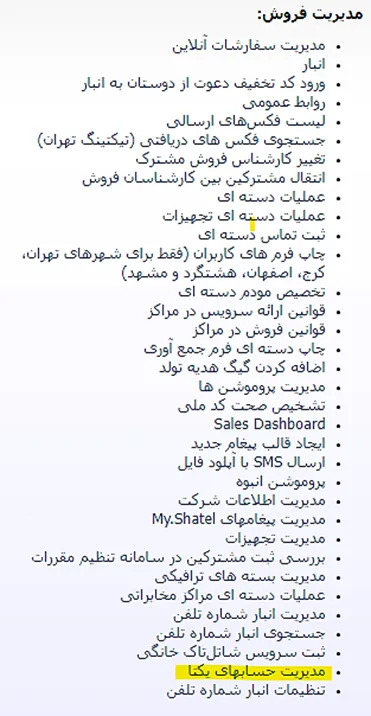 مدیریت فروش:
مدیریت سفارشات آنلاین
انبار
ورود کد تخفیف دعوت از دوستان به انبار
روابط عمومی
لیست فکس‌های ارسالی
جستجوی فکس های دریافتی (تیکتینگ تهران)
تغییر کارشناس فروش مشترک
انتقال مشترکین بین کارشناسان فروش
عملیات دسته ای
عملیات دسته ای تجهیزات
ثبت تماس دسته ای
چاپ فرم های کاربران (فقط برای شهرهای تهران،
کرج، اصفهان، هشتگرد و مشهد)
تخصیص مودم دسته ای
قوانین ارائه سرویس در مراکز
قوانین فروش در مراکز
چاپ دسته ای فرم جمع آوری
اضافه کردن گیگ هدیه تولد
مدیریت پروموشن ها
تشخیص صحت کد ملی
Sales Dashboard
ایجاد قالب پیغام جدید
ارسال SMS با آپلود فایل
پروموشن انبوه
مدیریت اطلاعات شرکت
مدیریت پیغامهای My.Shatel
مدیریت تجهیزات
بررسی ثبت مشترکین در سامانه تنظیم مقررات
مدیریت بسته های ترافیکی
عملیات دسته ای مراکز مخابراتی
مدیریت انبار شماره تلفن
جستجوی انبار شماره تلفن
ثبت سرویس شاتل‌تاک خانگی
مدیریت حسابهای یکتا
تنظیمات انبار شماره تلفن